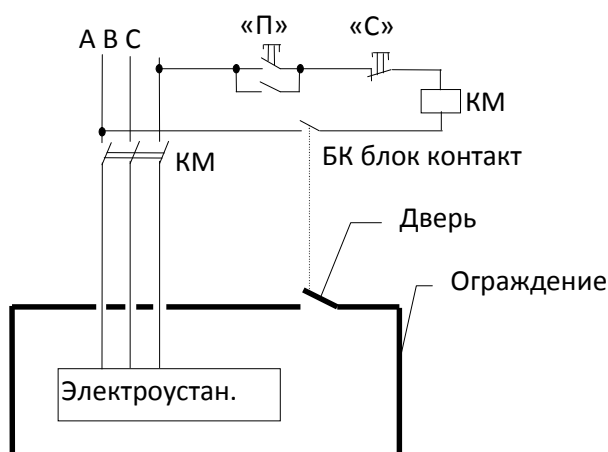 «П» «С»
А В С
КМ
КМ
БК блок контакт
Дверь
Ограждение
Электроустан.